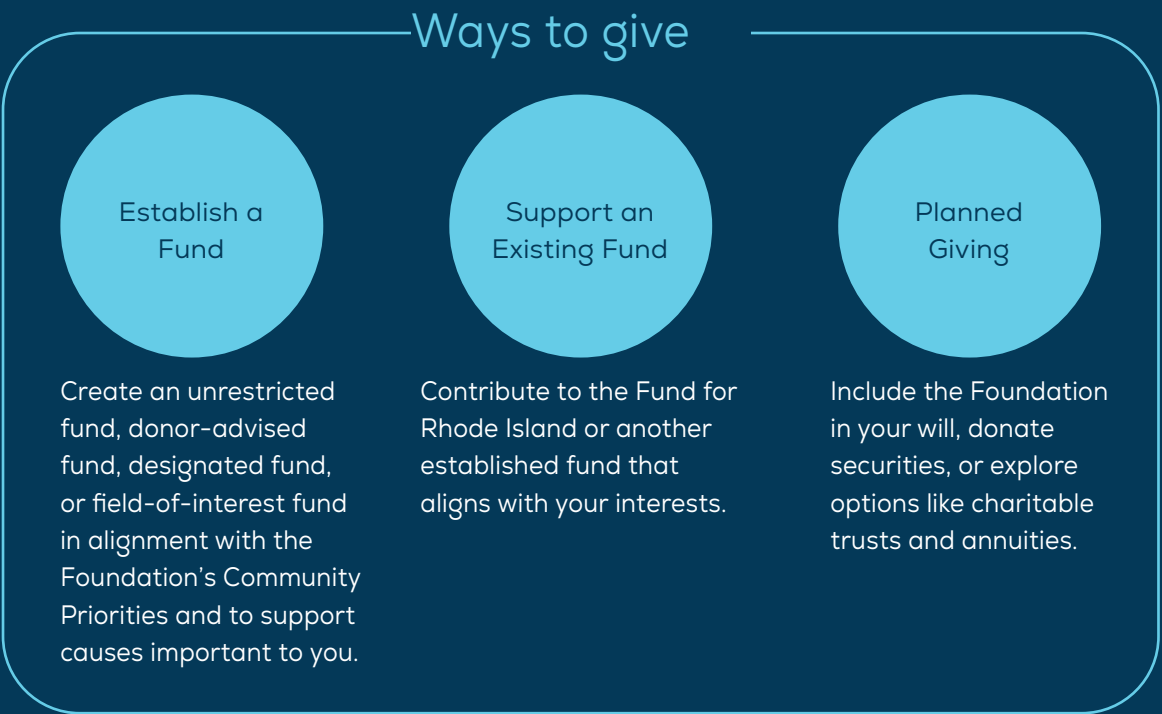 Ways to give
Establish a
Fund
Create an unrestricted
fund, donor-advised
fund, designated fund,
or field-of-interest fund
in alignment with the
Foundation’s Community
Priorities and to support
causes important to you.
Support an
Existing Fund
Contribute to the Fund for
Rhode Island or another
established fund that
aligns with your interests.
Planned
Giving
Include the Foundation
in your will, donate
securities, or explore
options like charitable
trusts and annuities.